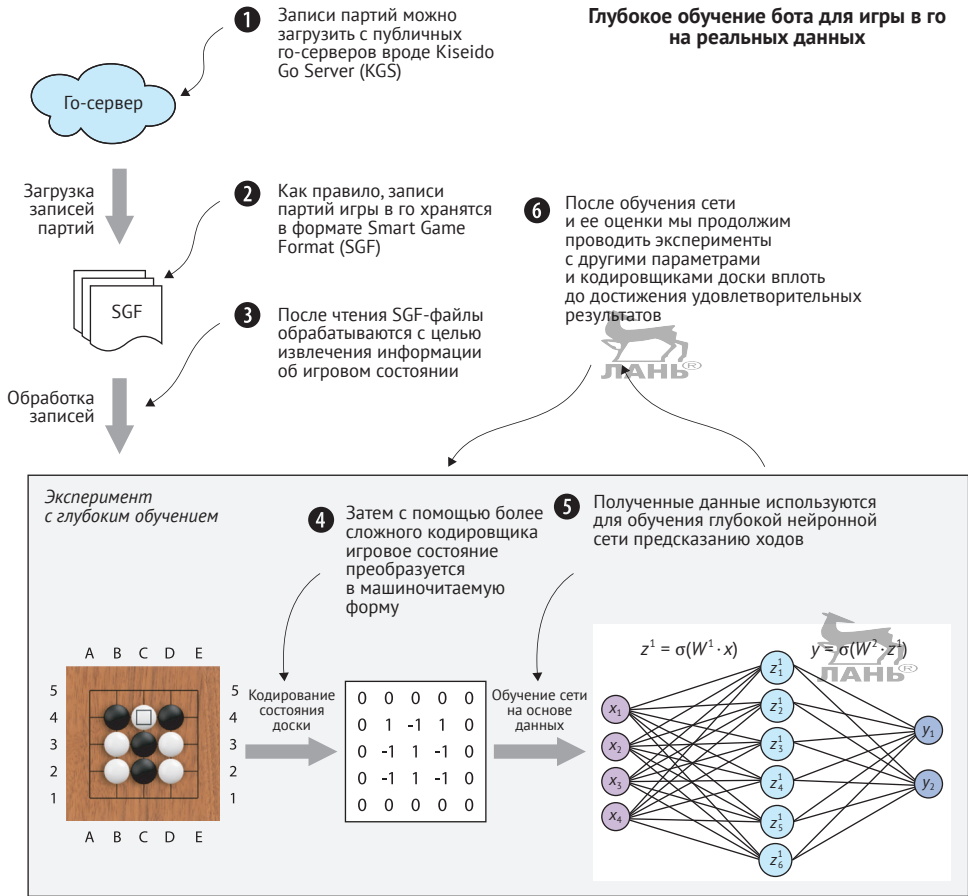 Глубокое обучение бота для игры в го
на реальных данных
1
Записи партий можно
загрузить с публичных
го-серверов вроде Kiseido
Go Server (KGS)
Го-сервер
Загрузка
записей
партий
2
Как правило, записи
партий игры в го хранятся
в формате Smart Game
Format (SGF)
SGF
3
После чтения SGF-файлы
обрабатываются с целью
извлечения информации
об игровом состоянии
Обработка
записей
6
После обучения сети
и ее оценки мы продолжим
проводить эксперименты
с другими параметрами
и кодировщиками доски вплоть
до достижения удовлетворительных
результатов
ЛАНЬ®
Эксперимент
с глубоким обучением
4
Затем с помощью более
сложного кодировщика
игровое состояние
преобразуется
в машиночитаемую
форму
5
Полученные данные используются
для обучения глубокой нейронной
сети предсказанию ходов
A B C D E
5 5
4 4
3 3
2 2
1 1
A B C D E
Кодирование
состояния
доски
0 0 0 0 0
0 1 -1 1 0
0 -1 1 -1 0
0 -1 1 -1 0
0 0 0 0 0
Обучение сети
на основе
данных
z¹ = σ(W¹ · x)
y = σ(W² · z¹)
ЛАНЬ®
x₁
x₂
x₃
x₄
z¹₁
z¹₂
z¹₃
z¹₄
z¹₅
z¹₆
y₁
y₂